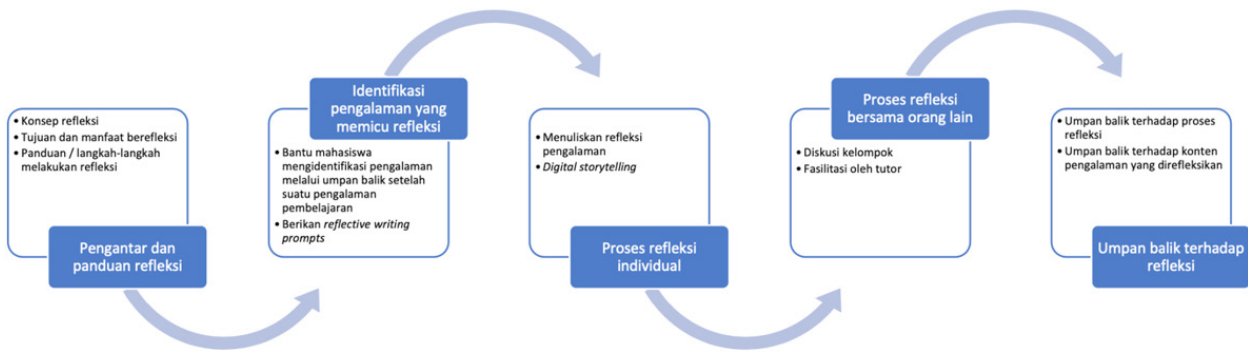 • Konsep refleksi
• Tujuan dan manfaat berefleksi
• Panduan / langkah-langkah
melakukan refleksi
Pengantar dan
panduan refleksi
Identifikasi
pengalaman yang
memicu refleksi
• Bantu mahasiswa
mengidentifikasi pengalaman
melalui umpan balik setelah
suatu pengalaman
pembelajaran
• Berikan reflective writing
prompts
• Menuliskan refleksi
pengalaman
• Digital storytelling
Proses refleksi
individual
Proses refleksi
bersama orang lain
• Diskusi kelompok
• Fasilitasi oleh tutor
• Umpan balik terhadap proses
refleksi
• Umpan balik terhadap konten
pengalaman yang direfleksikan
Umpan balik terhadap
refleksi